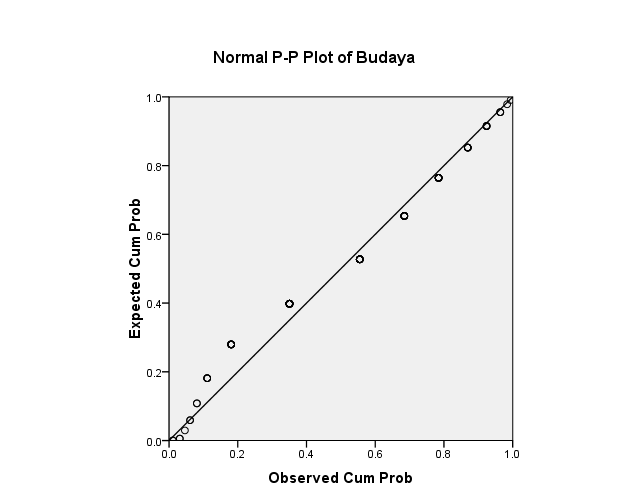 Normal P-P Plot of Budaya
1.0
0.8
0.6
0.4
0.2
0.0
Expected Cum Prob
0.0 0.2 0.4 0.6 0.8 1.0
Observed Cum Prob